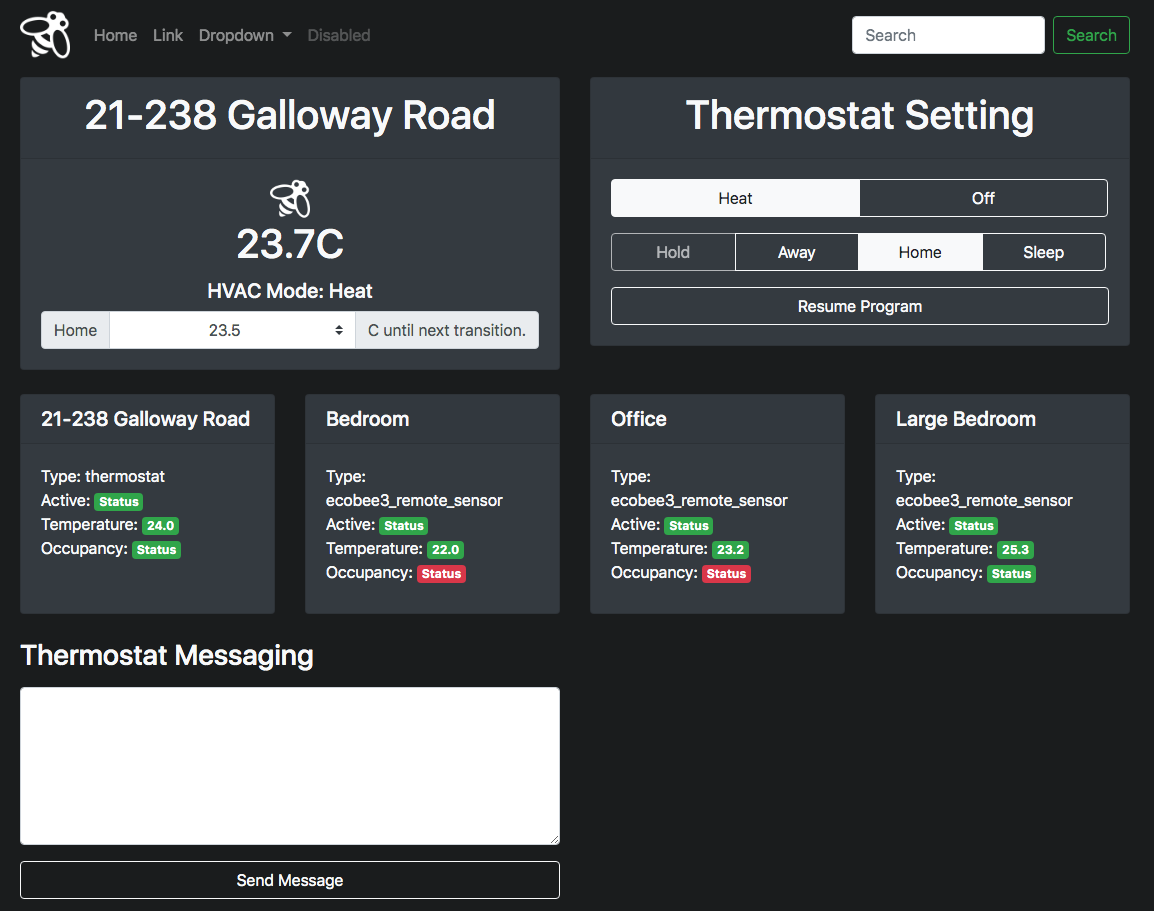 Home Link Dropdown Disabled Search Search
21-238 Galloway Road
23.7C
HVAC Mode: Heat
Home 23.5 C until next transition.
Thermostat Setting
Heat Off
Hold Away Home Sleep
Resume Program
21-238 Galloway Road
Type: thermostat
Active: Status
Temperature: 24.0
Occupancy: Status
Bedroom
Type:
ecobee3_remote_sensor
Active: Status
Temperature: 22.0
Occupancy: Status
Office
Type:
ecobee3_remote_sensor
Active: Status
Temperature: 23.2
Occupancy: Status
Large Bedroom
Type:
ecobee3_remote_sensor
Active: Status
Temperature: 25.3
Occupancy: Status
Thermostat Messaging
Send Message